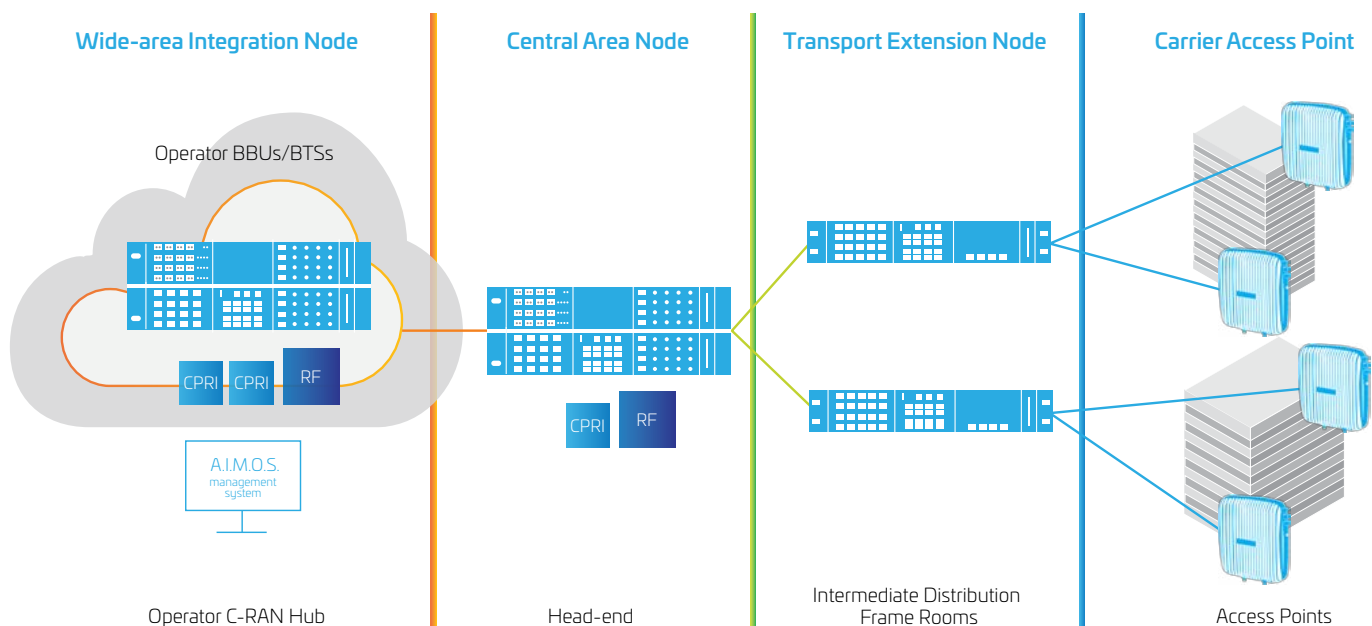 Wide-area Integration Node
Central Area Node
Transport Extension Node
Carrier Access Point
Operator BBUs/BTSs
CPRI
CPRI
RF
CPRI
RF
A.I.M.O.S.
management
system
Operator C-RAN Hub
Head-end
Intermediate Distribution
Frame Rooms
Access Points